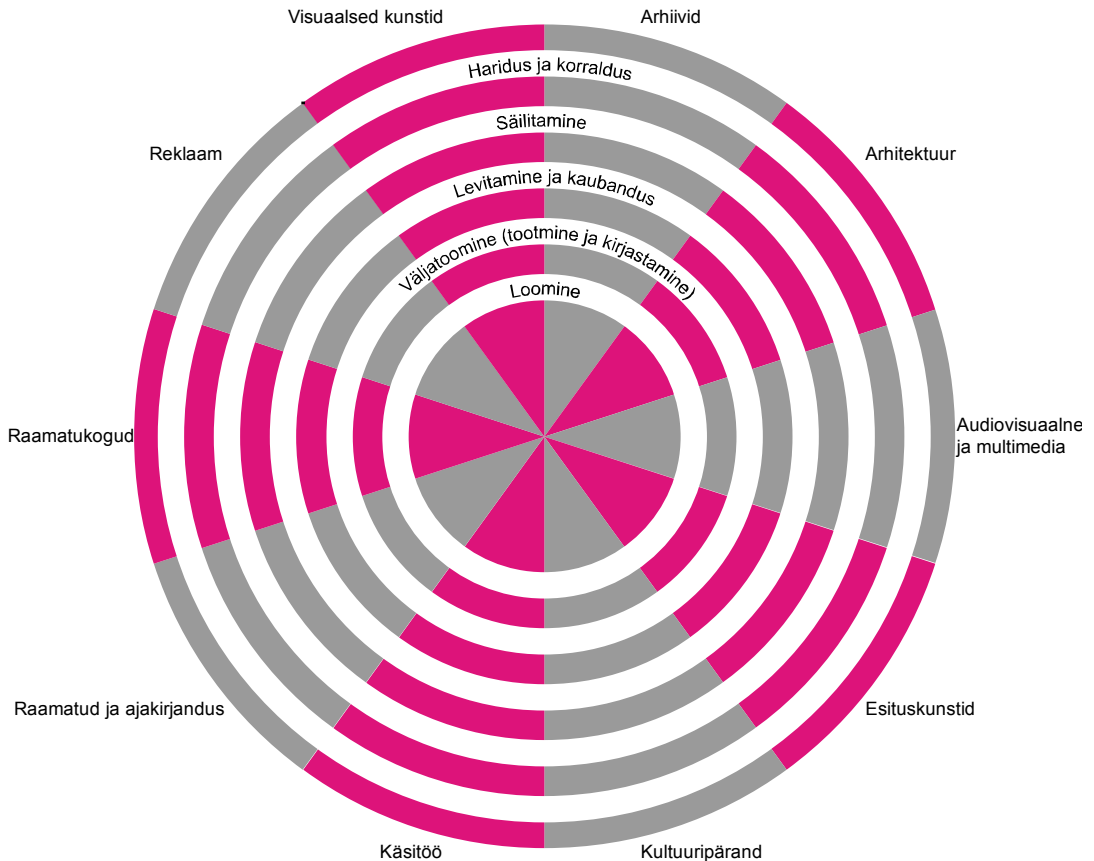 Visuaalsed kunstid
Arhiivid
Haridus ja korraldus
Säilitamine
Reklaam
Arhitektuur
Levitamine ja kaubandus
Väljatoomine (tootmine ja kirjastamine)
Loomine
Raamatukogud
Audiovisuaalne
ja multimedia
Raamatud ja ajakirjandus
Esituskunstid
Käsitöö
Kultuuripärand